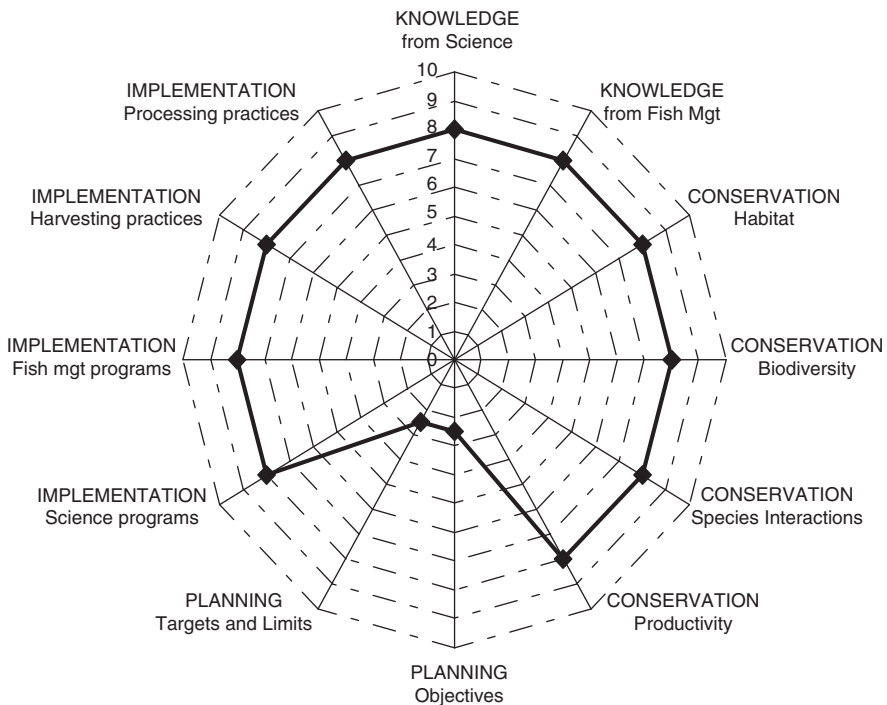 KNOWLEDGE
from Science
KNOWLEDGE
from Fish Mgt
CONSERVATION
Habitat
CONSERVATION
Biodiversity
CONSERVATION
Species Interactions
CONSERVATION
Productivity
PLANNING
Objectives
PLANNING
Targets and Limits
IMPLEMENTATION
Science programs
IMPLEMENTATION
Fish mgt programs
IMPLEMENTATION
Harvesting practices
IMPLEMENTATION
Processing practices
10
9
8
7
6
5
4
3
2
1
0